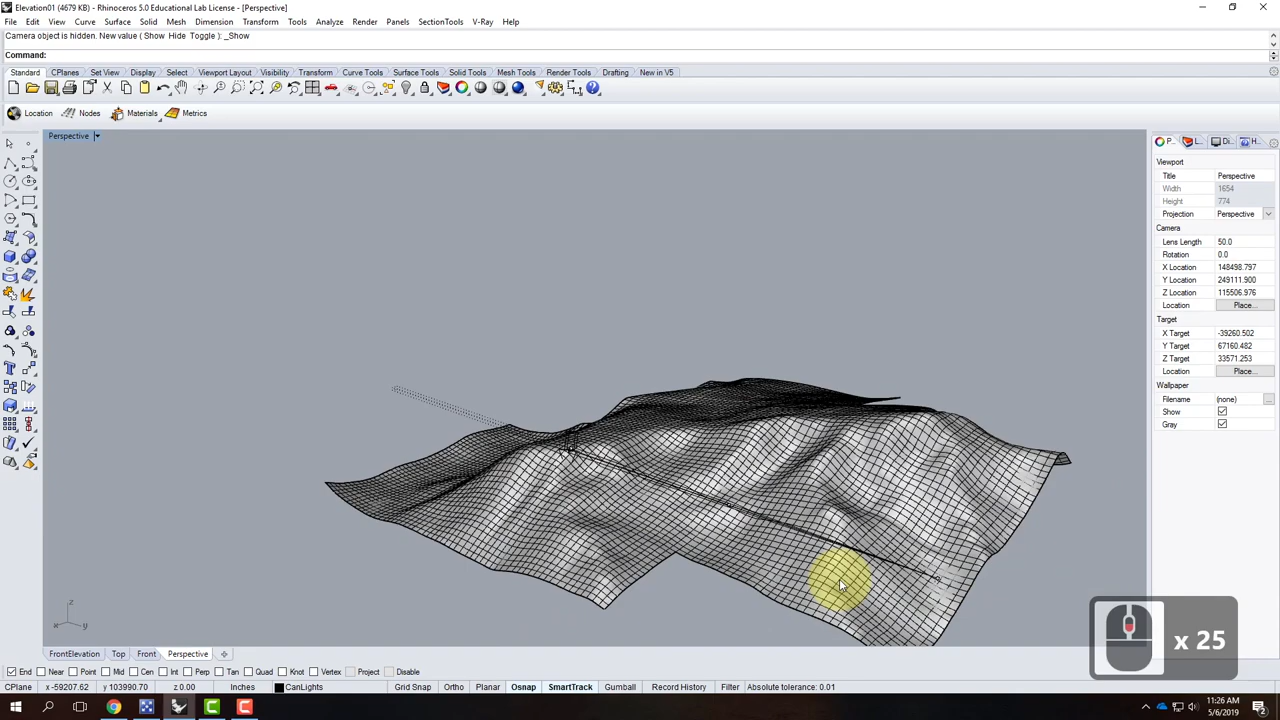 Elevation01 (4679 KB) - Rhinoceros 5.0 Educational Lab License - [Perspective]
File Edit View Curve Surface Solid Mesh Dimension Transform Tools Analyze Render Panels SectionTools V-Ray Help
Camera object is hidden. New value ( Show Hide Toggle ): _Show
Command:
Standard CPlanes Set View Display Select Viewport Layout Visibility Transform Curve Tools Surface Tools Solid Tools Mesh Tools Render Tools Drafting New in V5
Location Nodes Materials Metrics
Perspective
P... L... Di... H...
Viewport
Title Perspective
Width 1654
Height 774
Projection Perspective
Camera
Lens Length 50.0
Rotation 0.0
X Location 148498.797
Y Location 249111.900
Z Location 115506.976
Location Place...
Target
X Target -39260.502
Y Target 67160.482
Z Target 33571.253
Location Place...
Wallpaper
Filename (none) ...
Show
Gray
z
x y
x 25
FrontElevation Top Front Perspective
End Near Point Mid Cen Int Perp Tan Quad Knot Vertex Project Disable
CPlane x -59207.62 y 103990.70 z 0.00 Inches CanLights Grid Snap Ortho Planar Osnap SmartTrack Gumball Record History Filter Absolute tolerance: 0.01
11:26 AM
5/6/2019
2